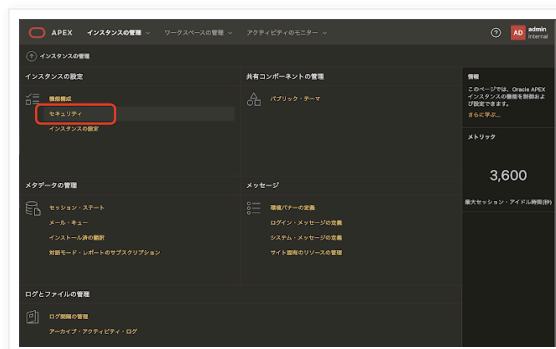 APEX インスタンスの管理 ワークスペースの管理 アクティビティのモニター
AD admin
Internal
インスタンスの管理
インスタンスの設定
機能構成
セキュリティ
インスタンスの設定
共有コンポーネントの管理
パブリック・テーマ
情報
このページでは、Oracle APEX
インスタンスの機能を制御およ
び設定できます。
さらに学ぶ...
メトリック
3,600
最大セッション・アイドル時間(秒)
メタデータの管理
セッション・ステート
メール・キュー
インストール済の翻訳
対話モード・レポートのサブスクリプション
メッセージ
環境バナーの定義
ログイン・メッセージの定義
システム・メッセージの定義
サイト固有のリソースの管理
ログとファイルの管理
ログ間隔の管理
アーカイブ・アクティビティ・ログ